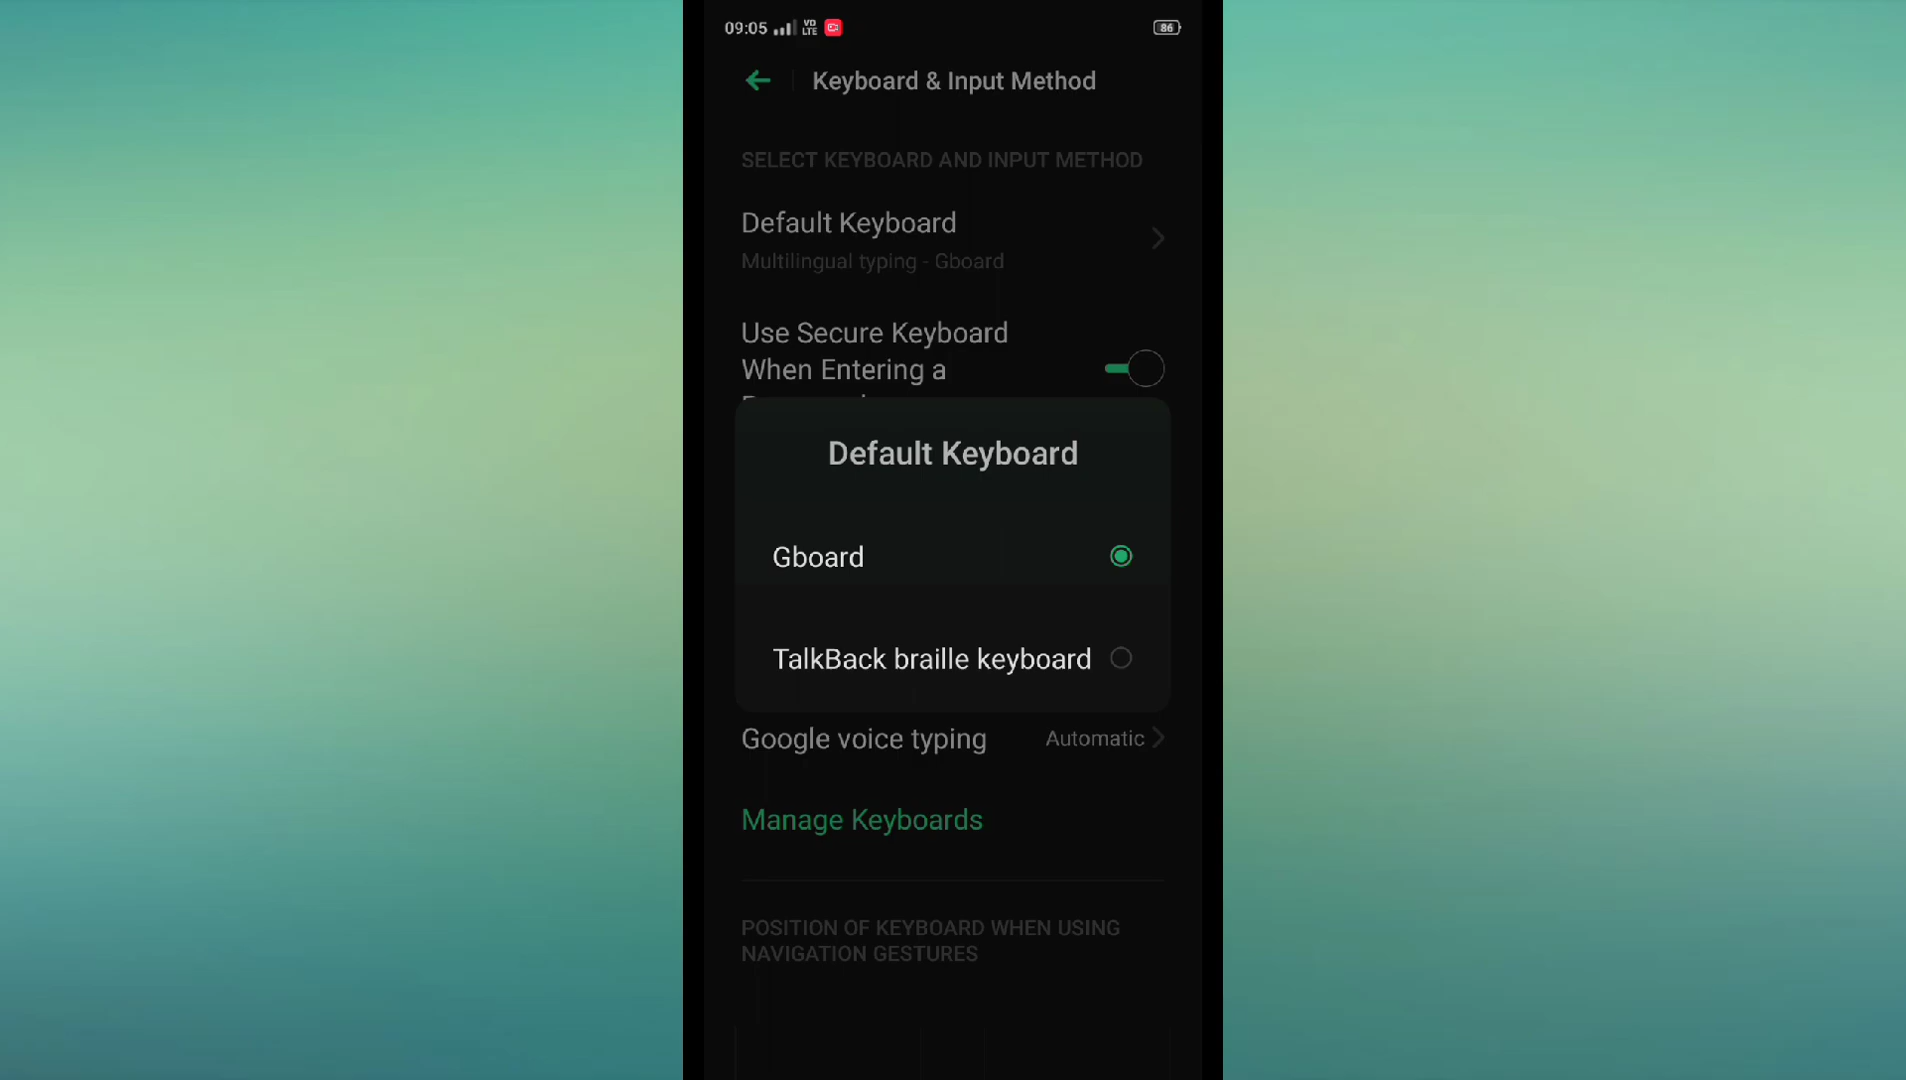 09:05 VO LTE 86
Keyboard & Input Method
SELECT KEYBOARD AND INPUT METHOD
Default Keyboard
Multilingual typing - Gboard
Use Secure Keyboard
When Entering a
Default Keyboard
Gboard
TalkBack braille keyboard
Google voice typing Automatic
Manage Keyboards
POSITION OF KEYBOARD WHEN USING
NAVIGATION GESTURES